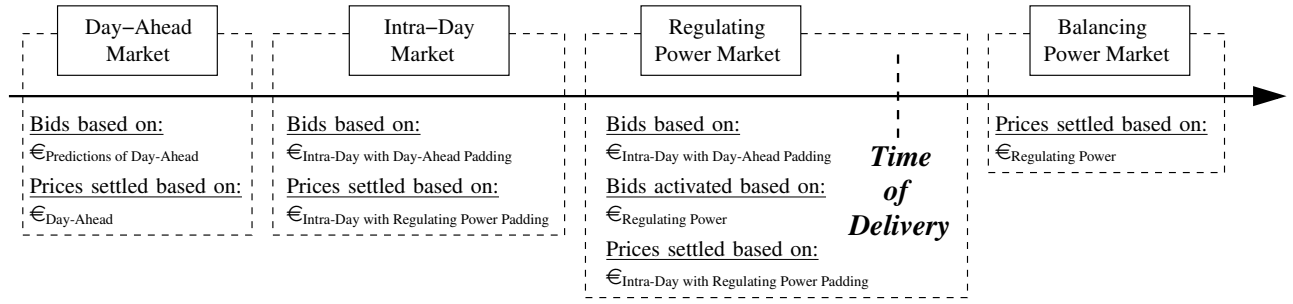 Day−Ahead
Market
Intra−Day
Market
Regulating
Power Market
Balancing
Power Market
Bids based on:
€Predictions of Day-Ahead
Prices settled based on:
€Day-Ahead
Bids based on:
€Intra-Day with Day-Ahead Padding
Prices settled based on:
€Intra-Day with Regulating Power Padding
Bids based on:
€Intra-Day with Day-Ahead Padding
Bids activated based on:
€Regulating Power
Prices settled based on:
€Intra-Day with Regulating Power Padding
Time
of
Delivery
Prices settled based on:
€Regulating Power